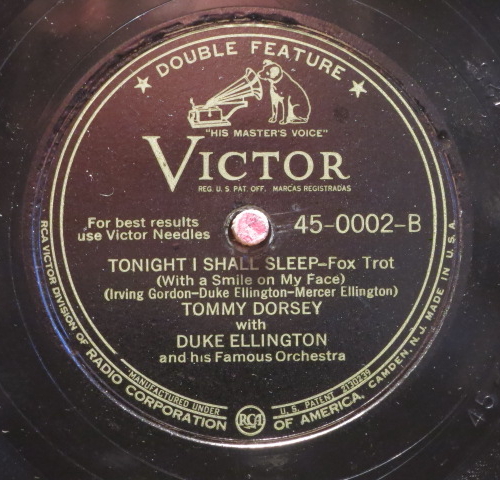 ★ DOUBLE FEATURE ★
"HIS MASTER'S VOICE"
VICTOR
REG. U. S. PAT. OFF. MARCAS REGISTRADAS
For best results
use Victor Needles
45-0002-B
TONIGHT I SHALL SLEEP—Fox Trot
(With a Smile on My Face)
(Irving Gordon—Duke Ellington—Mercer Ellington)
TOMMY DORSEY
with
DUKE ELLINGTON
and his Famous Orchestra
MANUFACTURED UNDER
U. S. PATENT 2130239
RCA VICTOR DIVISION OF RADIO CORPORATION OF AMERICA, CAMDEN, N. J. MADE IN U. S. A.
RCA